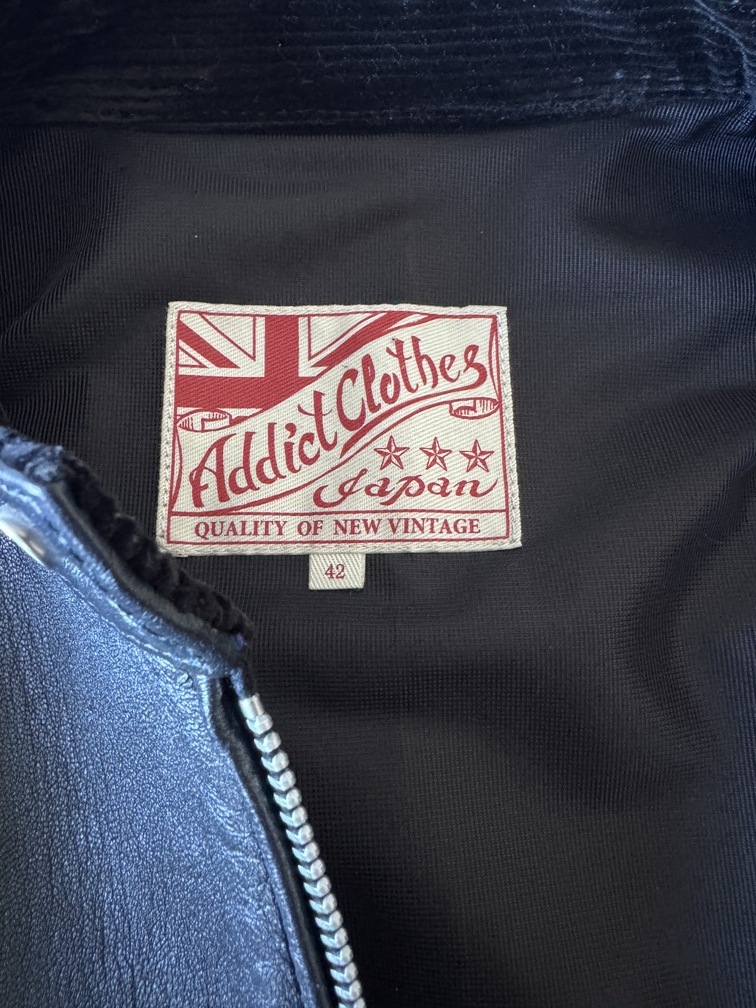 Addict Clothes
Japan
QUALITY OF NEW VINTAGE
42